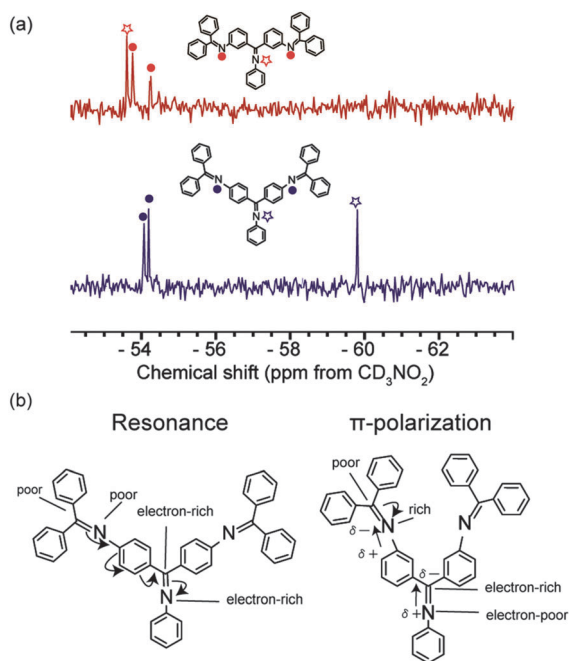 (a)
N
N
N
N
N
N
- 54
- 56
- 58
- 60
- 62
Chemical shift (ppm from CD₃NO₂)
(b)
Resonance
π-polarization
poor
poor
electron-rich
N
N
N
electron-rich
poor
rich
N
N
δ−
δ+
δ−
electron-rich
δ+
N
electron-poor